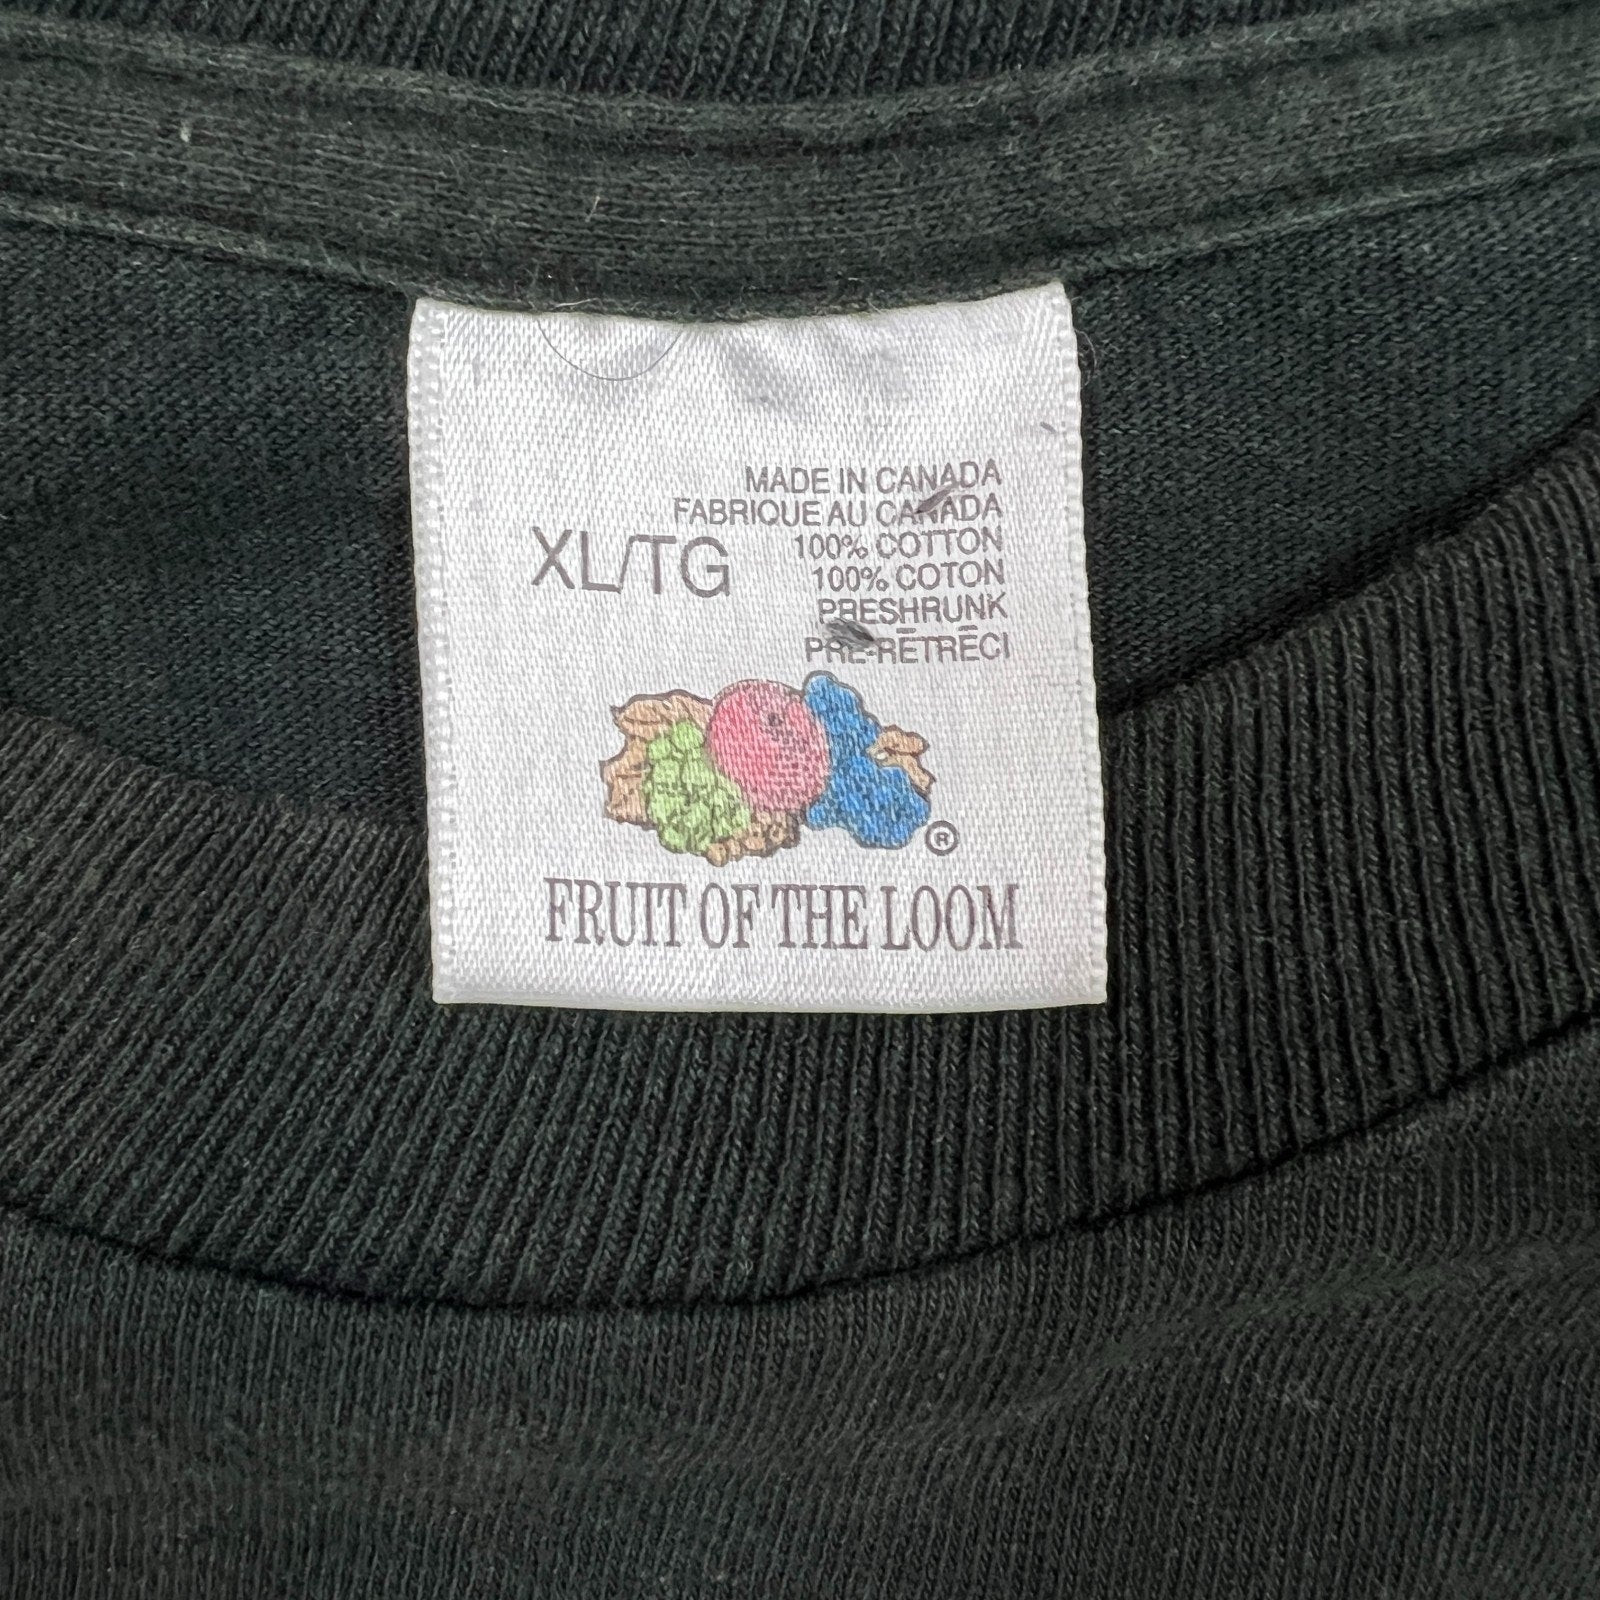 MADE IN CANADA
FABRIQUE AU CANADA
XL/TG
100% COTTON
100% COTON
PRESHRUNK
PRÉ-RÉTRÉCI
®
FRUIT OF THE LOOM